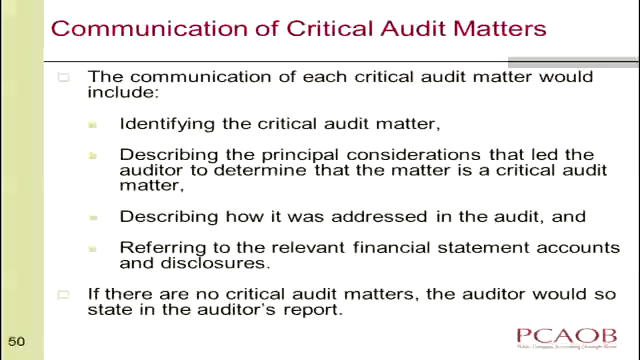 Communication of Critical Audit Matters
The communication of each critical audit matter would
include:
Identifying the critical audit matter,
Describing the principal considerations that led the
auditor to determine that the matter is a critical audit
matter,
Describing how it was addressed in the audit, and
Referring to the relevant financial statement accounts
and disclosures.
If there are no critical audit matters, the auditor would so
state in the auditor's report.
50
PCAOB